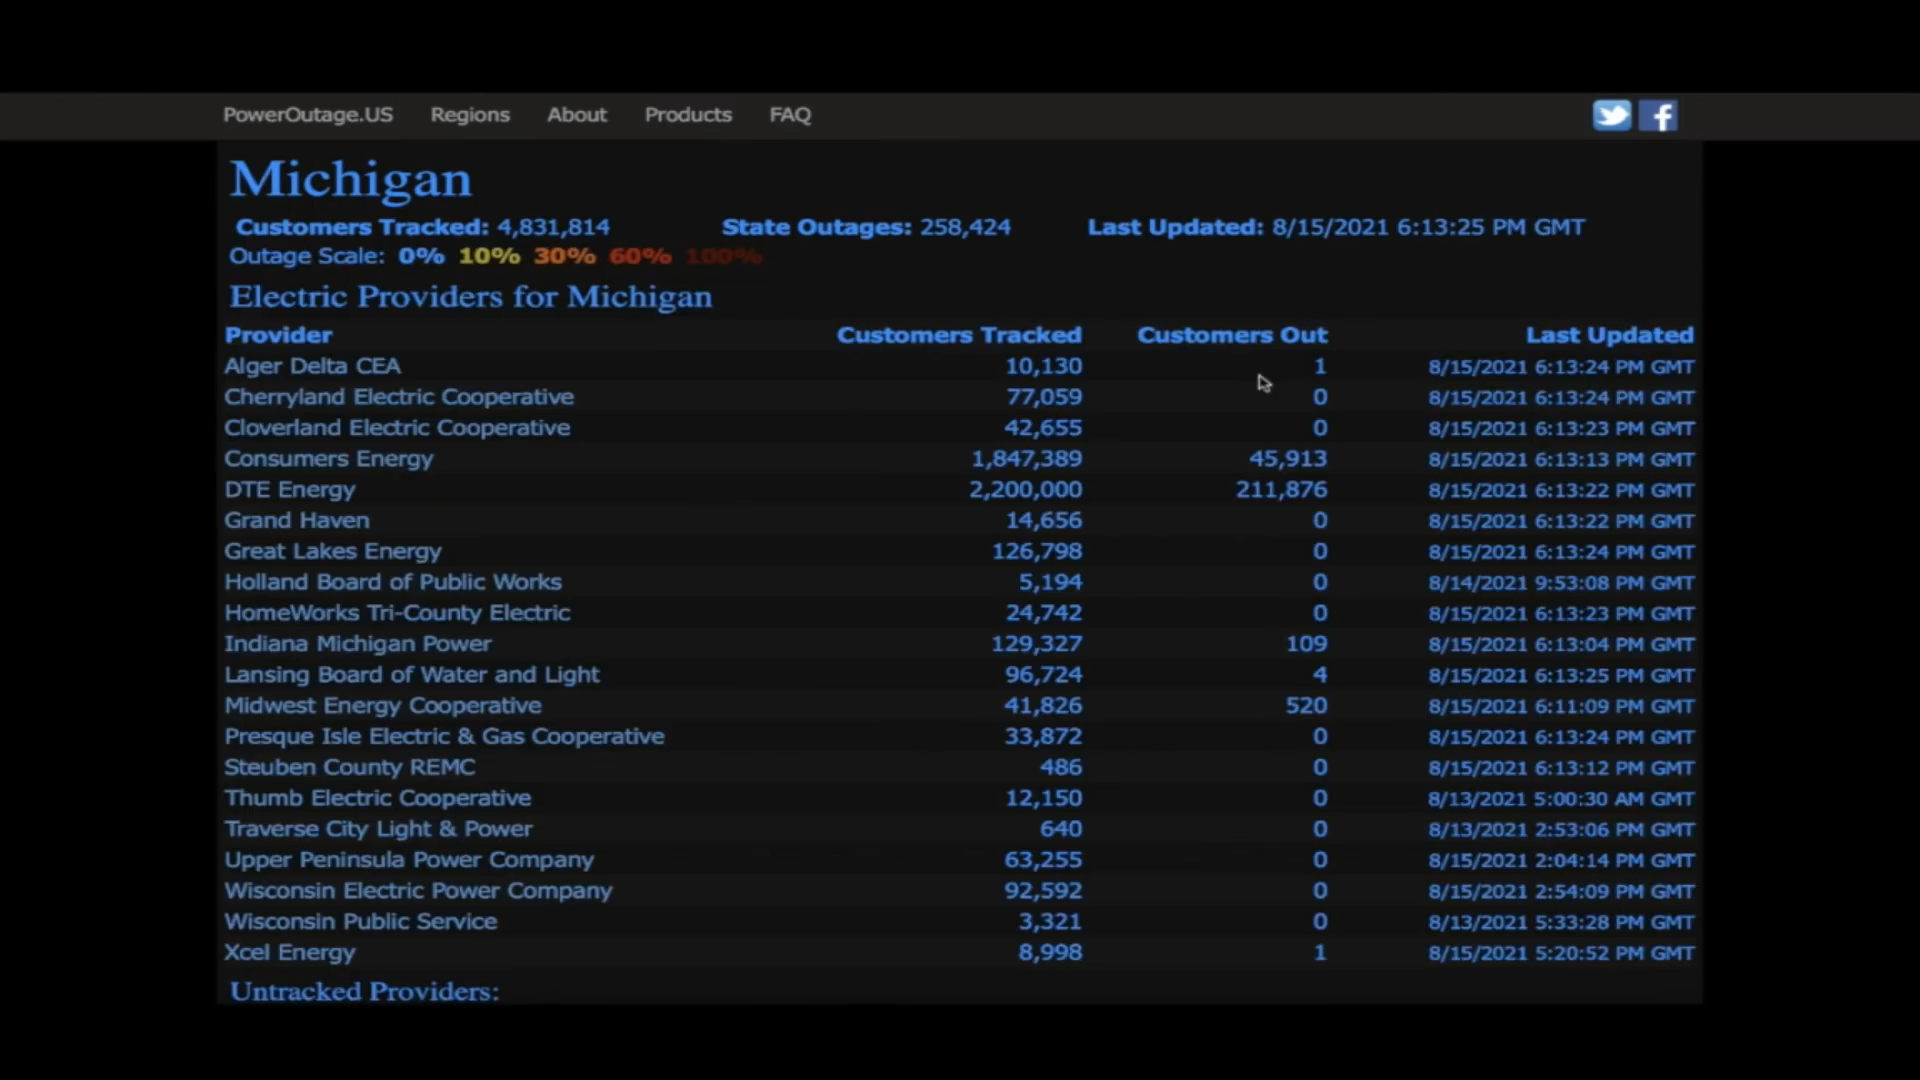 PowerOutage.US Regions About Products FAQ
Michigan
Customers Tracked: 4,831,814 State Outages: 258,424 Last Updated: 8/15/2021 6:13:25 PM GMT
Outage Scale: 0% 10% 30% 60% 100%
Electric Providers for Michigan
Provider Customers Tracked Customers Out Last Updated
Alger Delta CEA 10,130 1 8/15/2021 6:13:24 PM GMT
Cherryland Electric Cooperative 77,059 0 8/15/2021 6:13:24 PM GMT
Cloverland Electric Cooperative 42,655 0 8/15/2021 6:13:23 PM GMT
Consumers Energy 1,847,389 45,913 8/15/2021 6:13:13 PM GMT
DTE Energy 2,200,000 211,876 8/15/2021 6:13:22 PM GMT
Grand Haven 14,656 0 8/15/2021 6:13:22 PM GMT
Great Lakes Energy 126,798 0 8/15/2021 6:13:24 PM GMT
Holland Board of Public Works 5,194 0 8/14/2021 9:53:08 PM GMT
HomeWorks Tri-County Electric 24,742 0 8/15/2021 6:13:23 PM GMT
Indiana Michigan Power 129,327 109 8/15/2021 6:13:04 PM GMT
Lansing Board of Water and Light 96,724 4 8/15/2021 6:13:25 PM GMT
Midwest Energy Cooperative 41,826 520 8/15/2021 6:11:09 PM GMT
Presque Isle Electric & Gas Cooperative 33,872 0 8/15/2021 6:13:24 PM GMT
Steuben County REMC 486 0 8/15/2021 6:13:12 PM GMT
Thumb Electric Cooperative 12,150 0 8/13/2021 5:00:30 AM GMT
Traverse City Light & Power 640 0 8/13/2021 2:53:06 PM GMT
Upper Peninsula Power Company 63,255 0 8/15/2021 2:04:14 PM GMT
Wisconsin Electric Power Company 92,592 0 8/15/2021 2:54:09 PM GMT
Wisconsin Public Service 3,321 0 8/13/2021 5:33:28 PM GMT
Xcel Energy 8,998 1 8/15/2021 5:20:52 PM GMT
Untracked Providers: